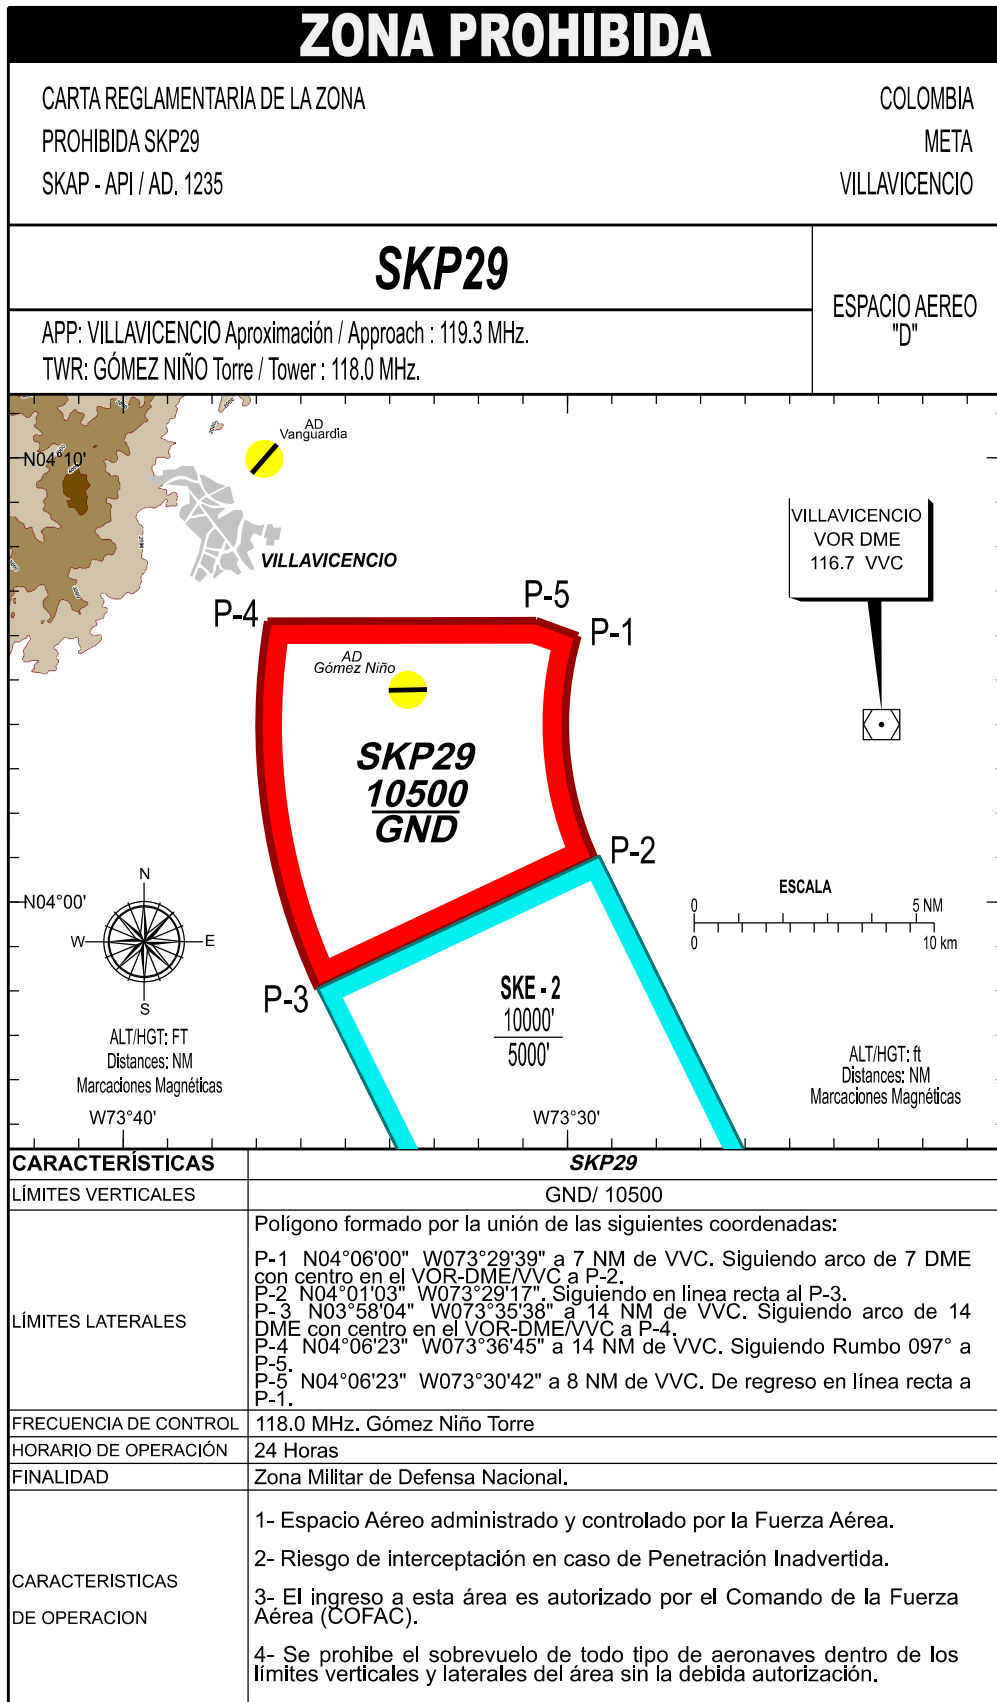 ZONA PROHIBIDA
CARTA REGLAMENTARIA DE LA ZONA
PROHIBIDA SKP29
SKAP - API / AD. 1235
COLOMBIA
META
VILLAVICENCIO
SKP29
APP: VILLAVICENCIO Aproximación / Approach : 119.3 MHz.
TWR: GÓMEZ NIÑO Torre / Tower : 118.0 MHz.
ESPACIO AEREO
"D"
AD
Vanguardia
N04°10'
VILLAVICENCIO
VOR DME
116.7 VVC
VILLAVICENCIO
P-4
P-5
P-1
AD
Gómez Niño
SKP29
10500
GND
P-2
N04°00'
ESCALA
0
5 NM
0
10 km
N
W
E
S
P-3
SKE - 2
10000'
5000'
ALT/HGT: FT
Distances: NM
Marcaciones Magnéticas
ALT/HGT: ft
Distances: NM
Marcaciones Magnéticas
W73°40'
W73°30'
CARACTERÍSTICAS
SKP29
LÍMITES VERTICALES
GND/ 10500
LÍMITES LATERALES
Polígono formado por la unión de las siguientes coordenadas:
P-1 N04°06'00" W073°29'39" a 7 NM de VVC. Siguiendo arco de 7 DME
con centro en el VOR-DME/VVC a P-2.
P-2 N04°01'03" W073°29'17". Siguiendo en linea recta al P-3.
P-3 N03°58'04" W073°35'38" a 14 NM de VVC. Siguiendo arco de 14
DME con centro en el VOR-DME/VVC a P-4.
P-4 N04°06'23" W073°36'45" a 14 NM de VVC. Siguiendo Rumbo 097° a
P-5.
P-5 N04°06'23" W073°30'42" a 8 NM de VVC. De regreso en línea recta a
P-1.
FRECUENCIA DE CONTROL
118.0 MHz. Gómez Niño Torre
HORARIO DE OPERACIÓN
24 Horas
FINALIDAD
Zona Militar de Defensa Nacional.
CARACTERISTICAS
DE OPERACION
1- Espacio Aéreo administrado y controlado por la Fuerza Aérea.
2- Riesgo de interceptación en caso de Penetración Inadvertida.
3- El ingreso a esta área es autorizado por el Comando de la Fuerza
Aérea (COFAC).
4- Se prohibe el sobrevuelo de todo tipo de aeronaves dentro de los
límites verticales y laterales del área sin la debida autorización.